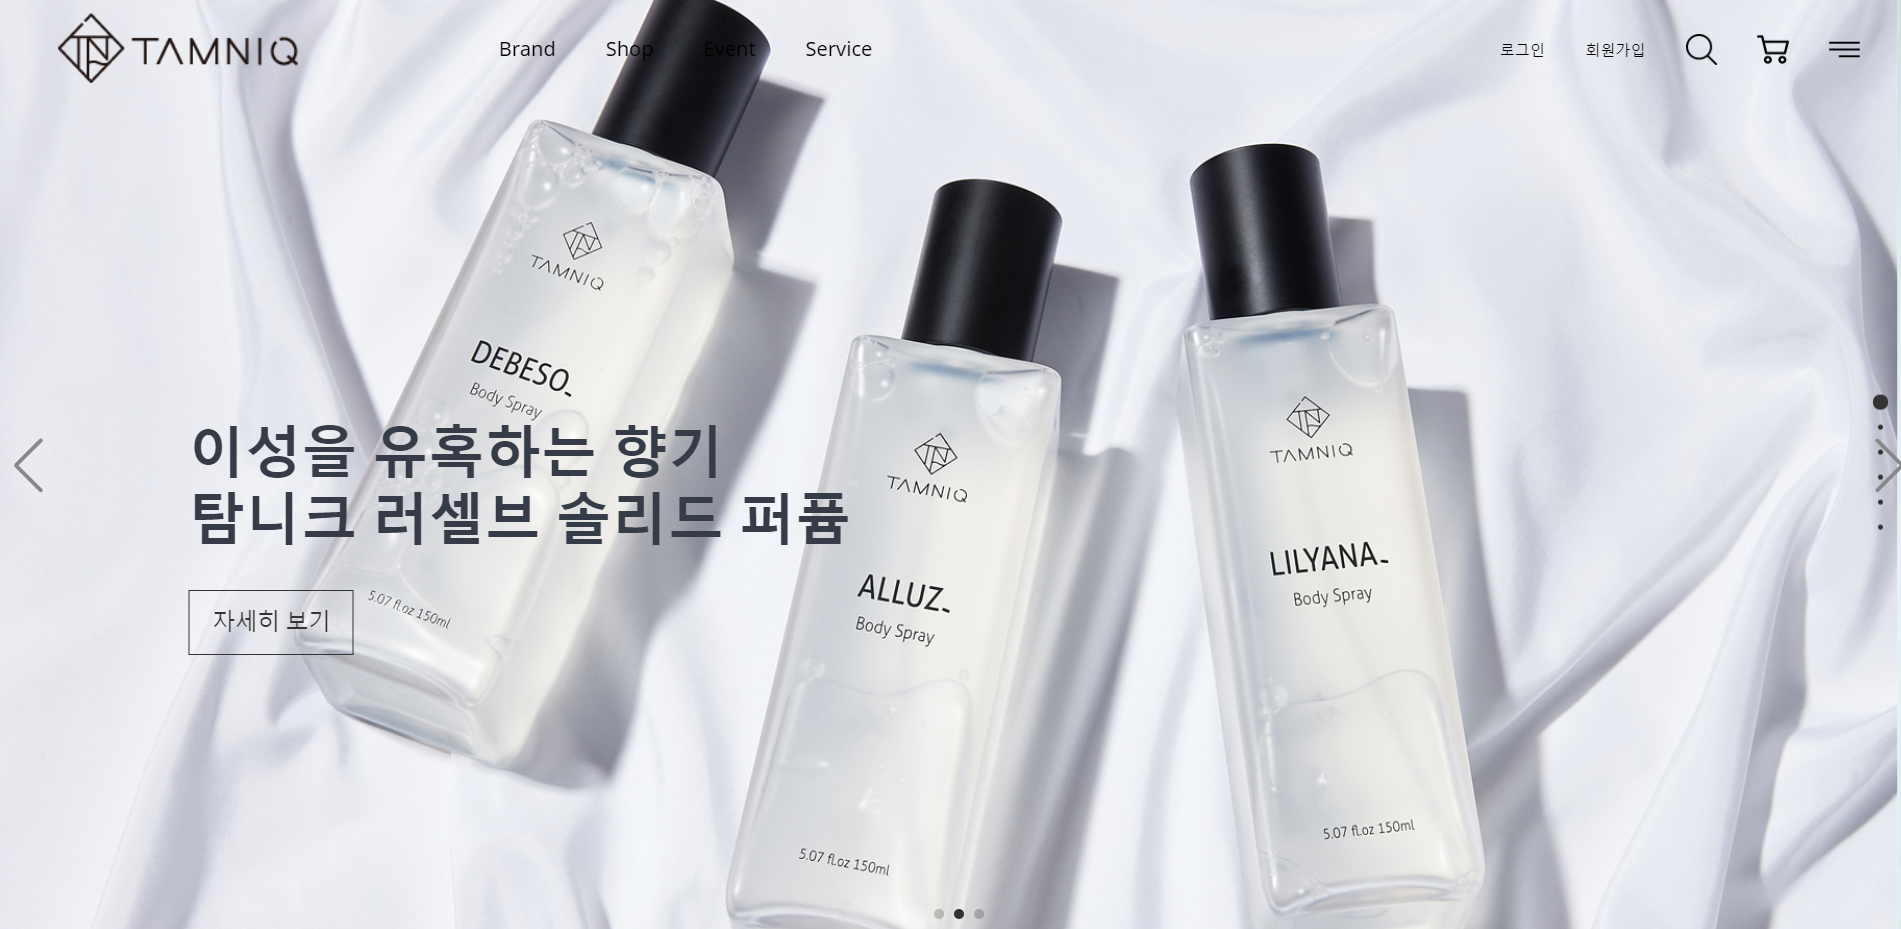 TAMNIQ
Brand
Shop
Event
Service
로그인
회원가입
TAMNIQ
DEBESO_
Body Spray
5.07 fl.oz 150ml
이성을 유혹하는 향기
탐니크 러셀브 솔리드 퍼퓸
자세히 보기
TAMNIQ
ALLUZ_
Body Spray
5.07 fl.oz 150ml
TAMNIQ
LILYANA_
Body Spray
5.07 fl.oz 150ml